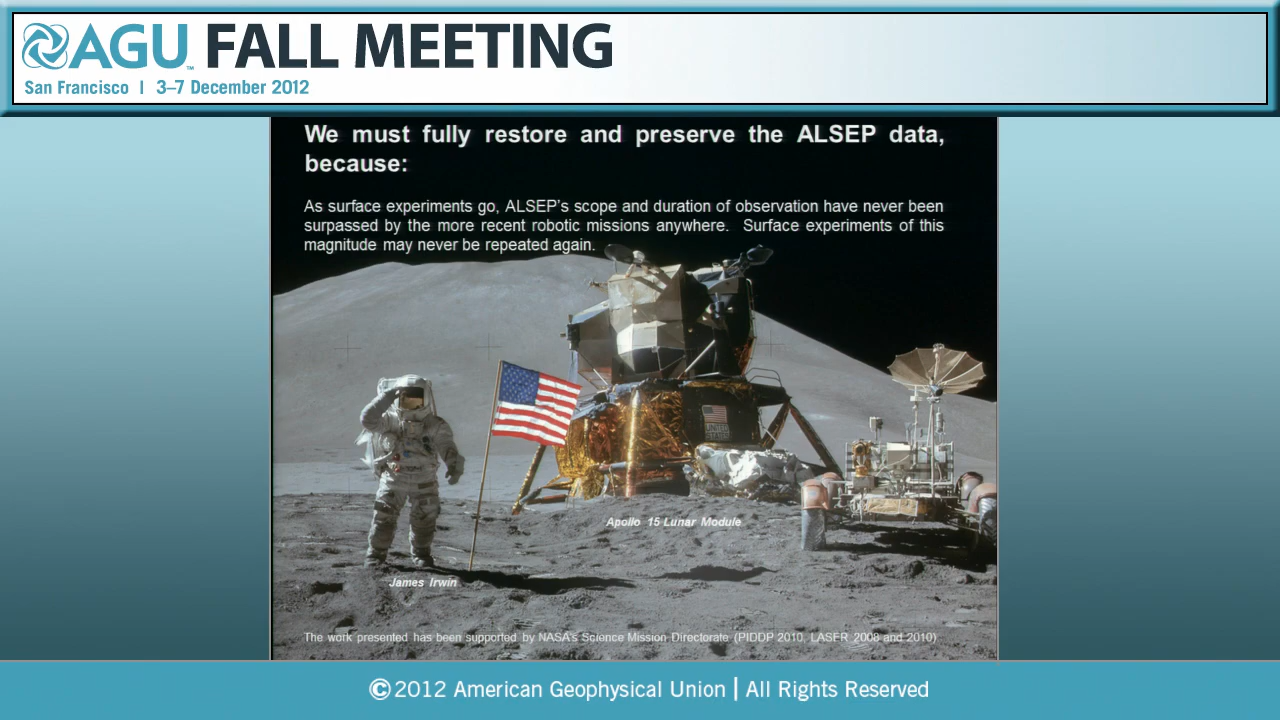 AGU™ FALL MEETING
San Francisco | 3–7 December 2012
We must fully restore and preserve the ALSEP data,
because:
As surface experiments go, ALSEP's scope and duration of observation have never been
surpassed by the more recent robotic missions anywhere. Surface experiments of this
magnitude may never be repeated again.
Apollo 15 Lunar Module
James Irwin
The work presented has been supported by NASA's Science Mission Directorate (PIDDP 2010, LASER 2008 and 2010)
©2012 American Geophysical Union | All Rights Reserved